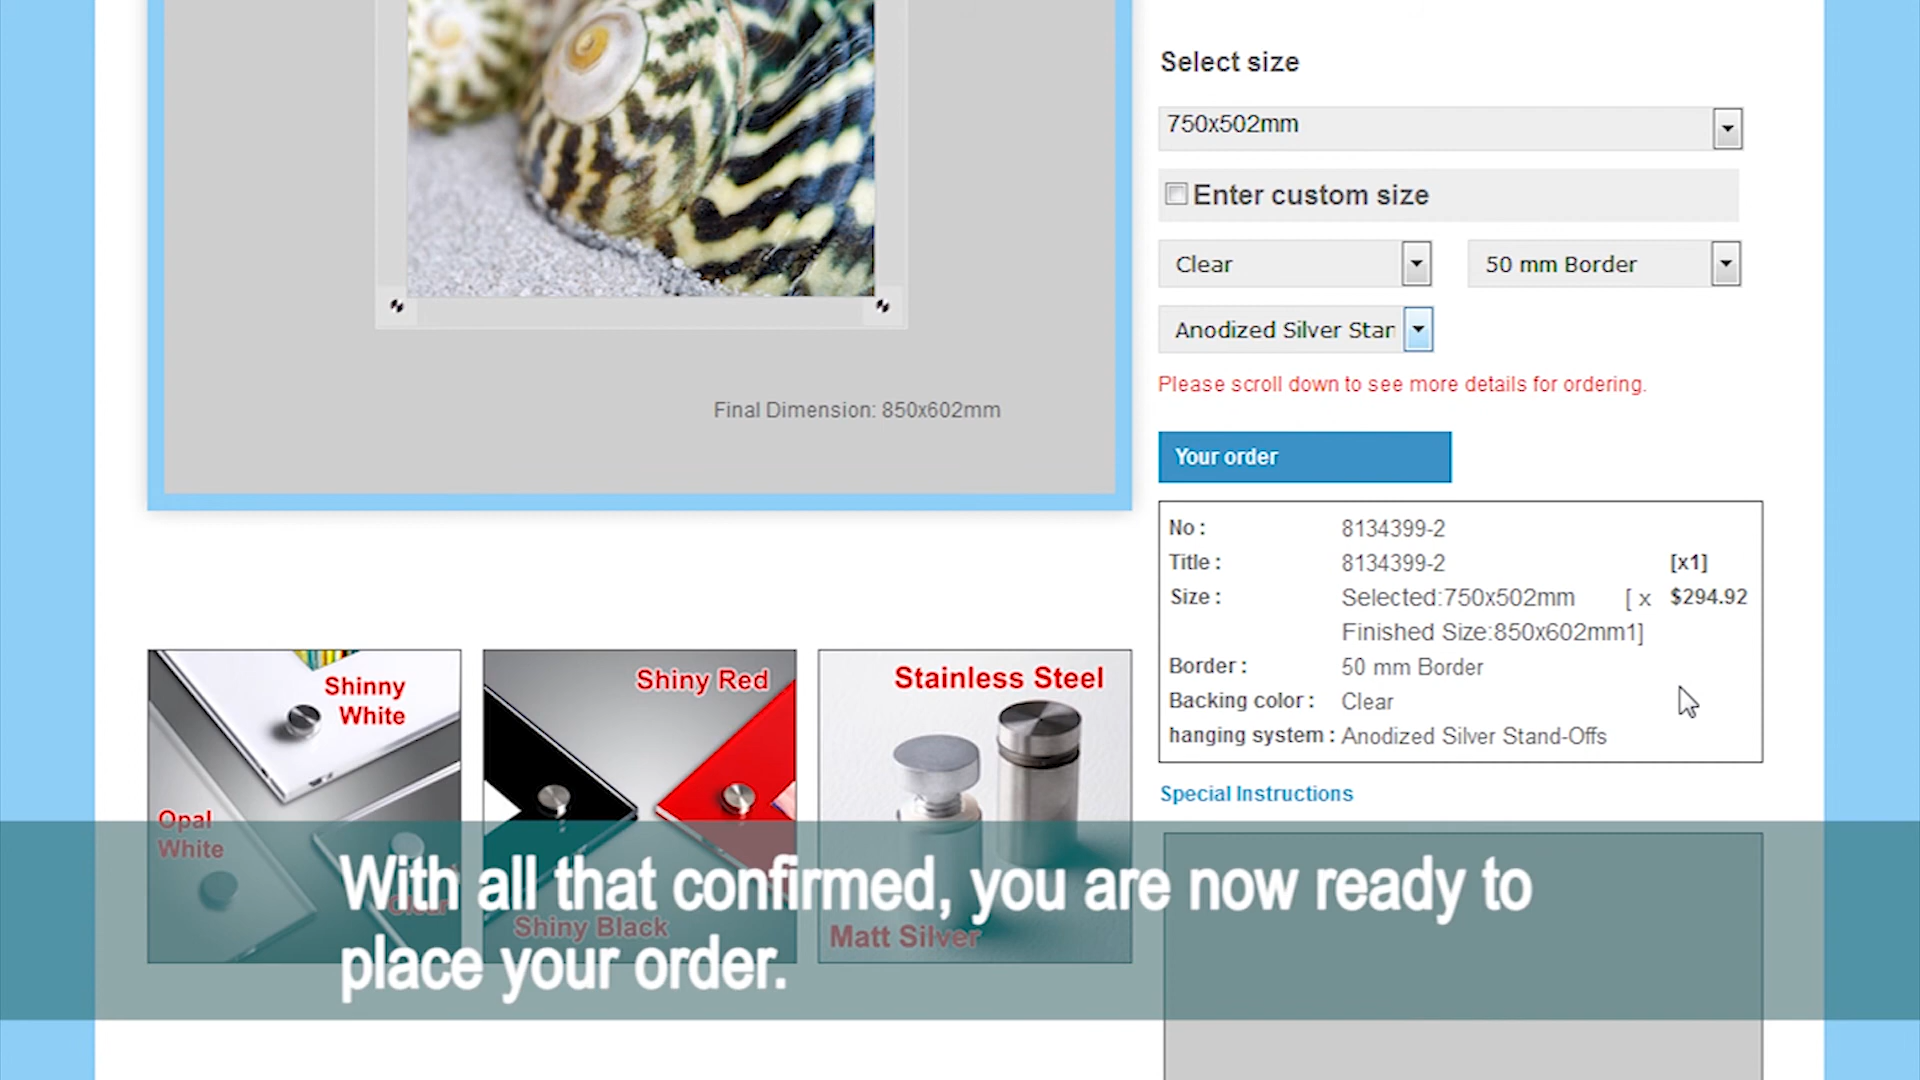 Select size
750x502mm
Enter custom size
Clear
50 mm Border
Anodized Silver Stan
Please scroll down to see more details for ordering.
Final Dimension: 850x602mm
Your order
No : 8134399-2
Title : 8134399-2 [x1]
Size : Selected:750x502mm [ x $294.92
Finished Size:850x602mm1]
Border : 50 mm Border
Backing color : Clear
hanging system : Anodized Silver Stand-Offs
Special Instructions
Shinny
White
Opal
White
Clear
Shiny Red
Shiny Black
Stainless Steel
Matt Silver
With all that confirmed, you are now ready to
place your order.